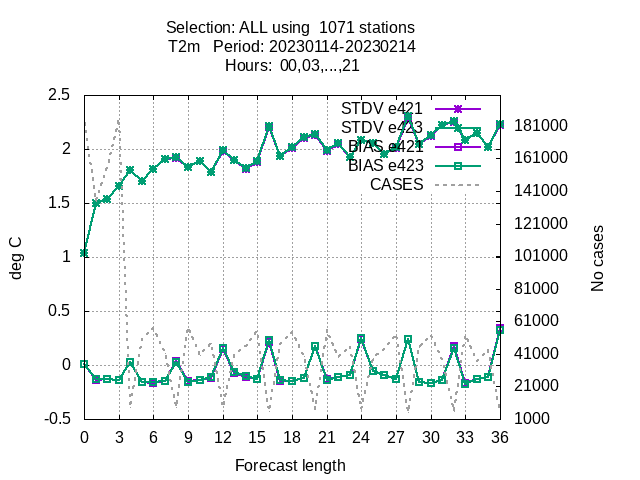 Selection: ALL using 1071 stations
T2m Period: 20230114-20230214
Hours: 00,03,...,21
STDV e421
STDV e423
BIAS e421
BIAS e423
CASES
deg C
2.5
2
1.5
1
0.5
0
-0.5
No cases
181000
161000
141000
121000
101000
81000
61000
41000
21000
1000
0 3 6 9 12 15 18 21 24 27 30 33 36
Forecast length